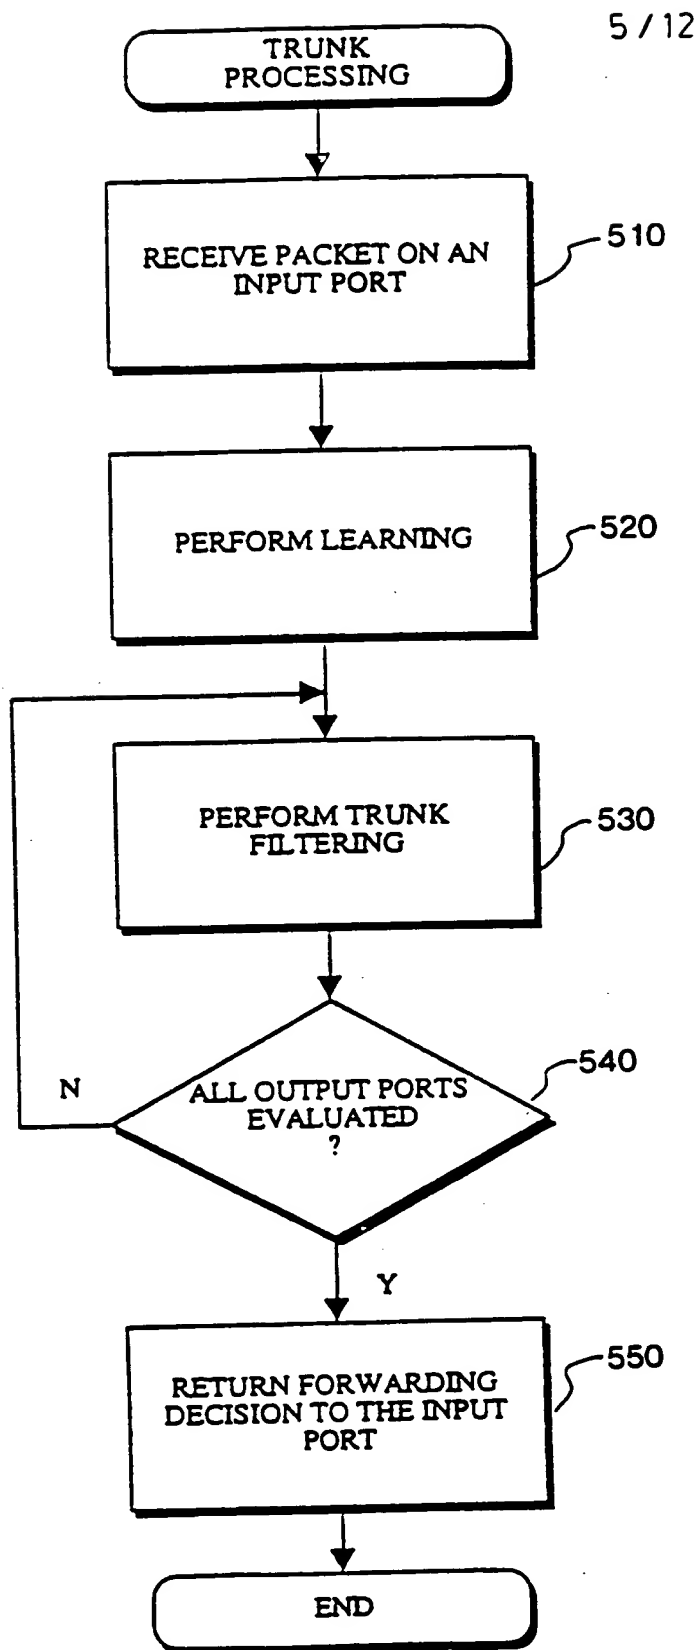 5/12
TRUNK
PROCESSING
RECEIVE PACKET ON AN
INPUT PORT
510
PERFORM LEARNING
520
PERFORM TRUNK
FILTERING
530
ALL OUTPUT PORTS
EVALUATED
?
540
N
Y
RETURN FORWARDING
DECISION TO THE INPUT
PORT
550
END